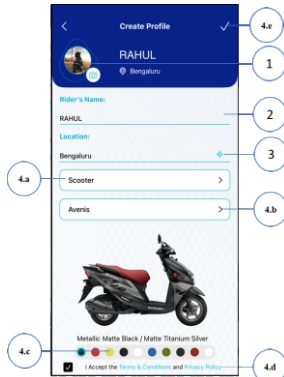 Create Profile
4.e
RAHUL
Bengaluru
1
Rider's Name:
RAHUL
2
Location:
Bengaluru
3
4.a
Scooter
Avenis
4.b
Metallic Matte Black / Matte Titanium Silver
4.c
I Accept the Terms & Conditions and Privacy Policy
4.d